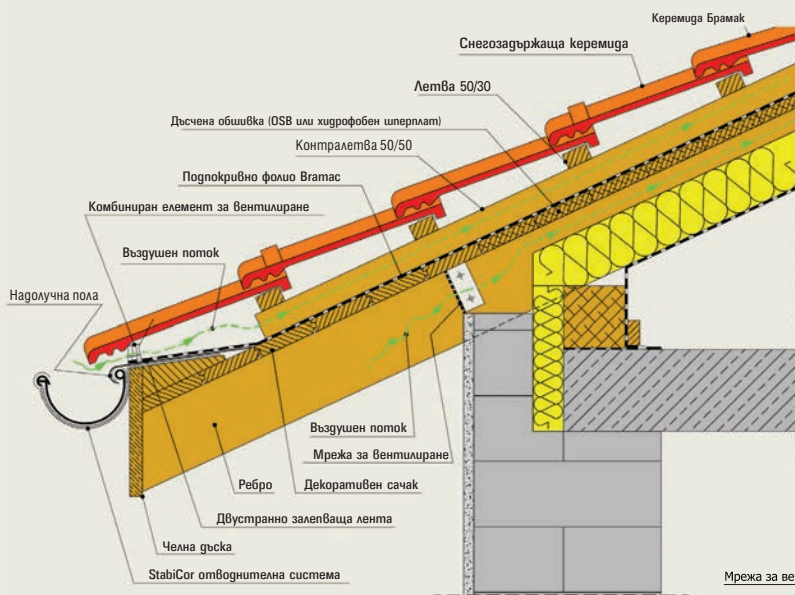 Керемида Брамак
Снегозадържаща керемида
Летва 50/30
Дъсчена обшивка (OSB или хидрофобен шперплат)
Контралетва 50/50
Подпокривно фолио Bramac
Комбиниран елемент за вентилиране
Въздушен поток
Надолучна пола
Въздушен поток
Мрежа за вентилиране
Ребро
Декоративен сачак
Двустранно залепваща лента
Челна дъска
StabiCor отводнителна система
Мрежа за ве